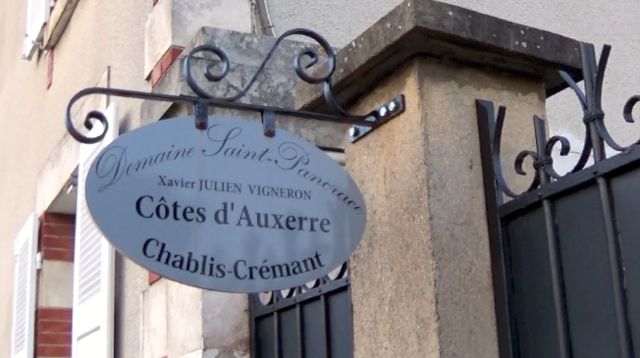 Domaine Saint-Pancrace
Xavier JULIEN VIGNERON
Côtes d'Auxerre
Chablis-Crémant